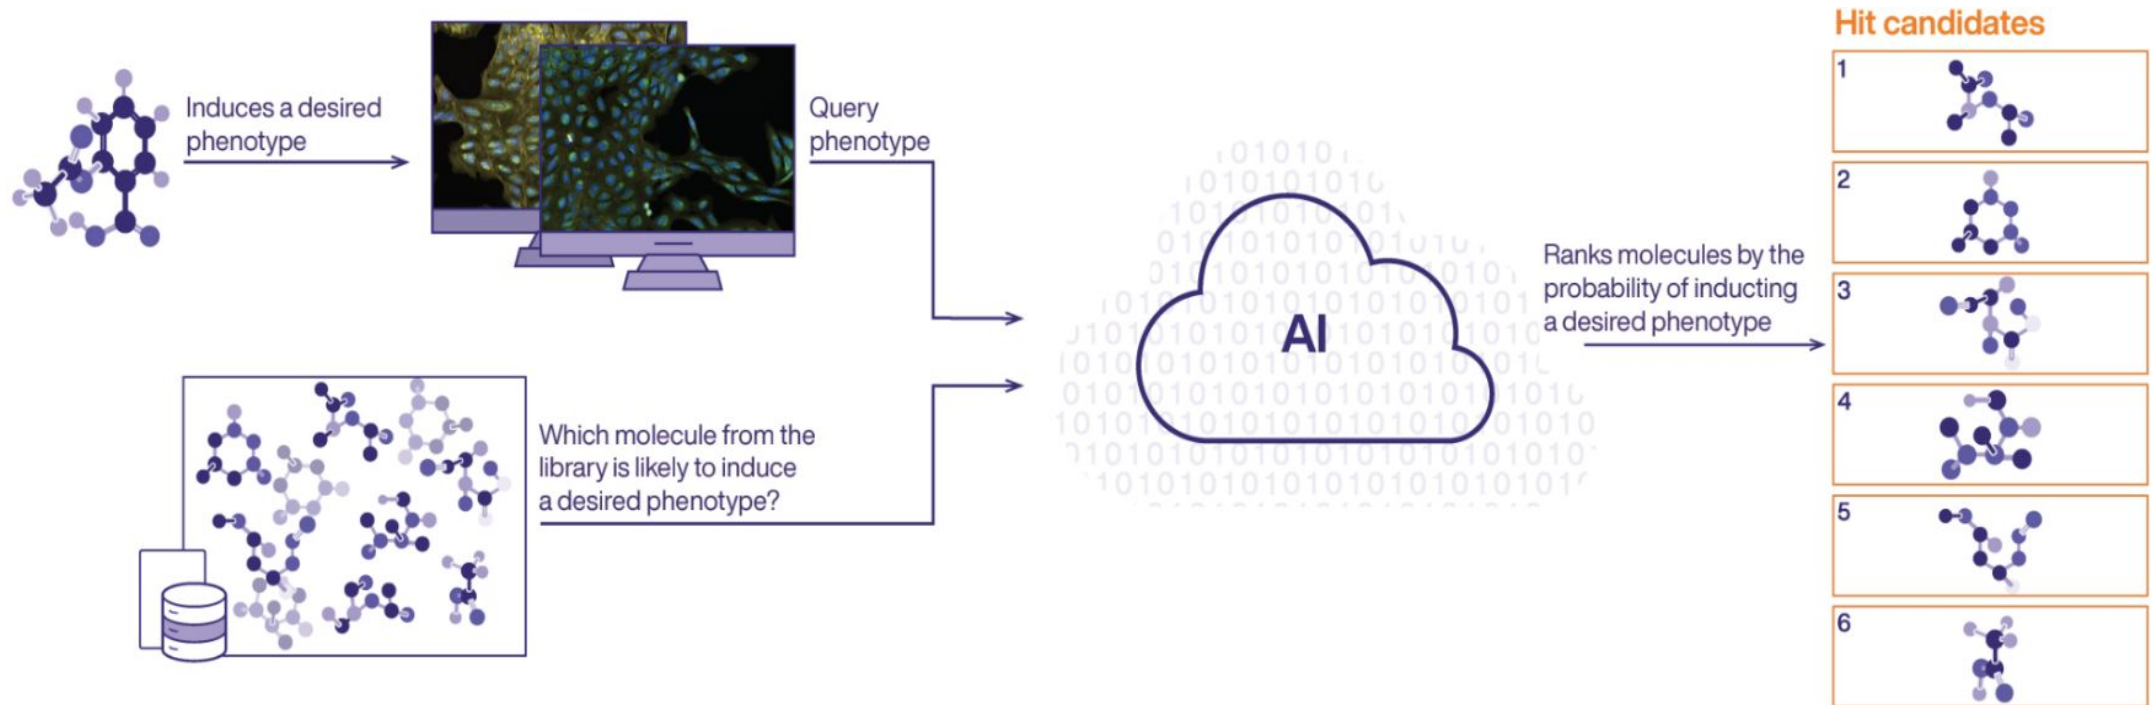 Hit candidates
Induces a desired
phenotype
Query
phenotype
Which molecule from the
library is likely to induce
a desired phenotype?
AI
Ranks molecules by the
probability of inducting
a desired phenotype
1
2
3
4
5
6